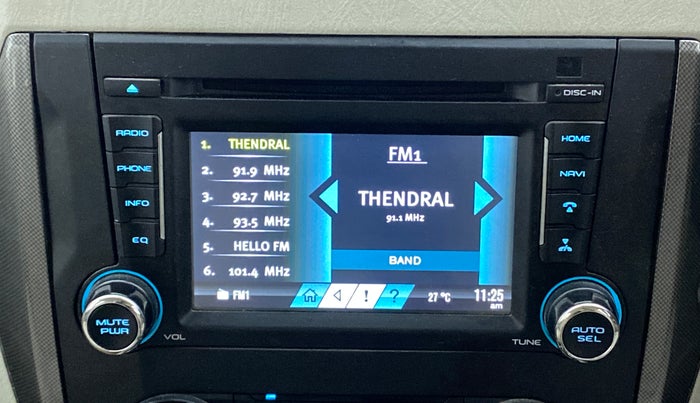 DISC-IN
RADIO
PHONE
INFO
EQ
MUTE
PWR
VOL
1. THENDRAL
2. 91.9 MHz
3. 92.7 MHz
4. 93.5 MHz
5. HELLO FM
6. 101.4 MHz
FM1
THENDRAL
91.1 MHz
BAND
FM1
!
?
27 °C
11:25
am
HOME
NAVI
TUNE
AUTO
SEL